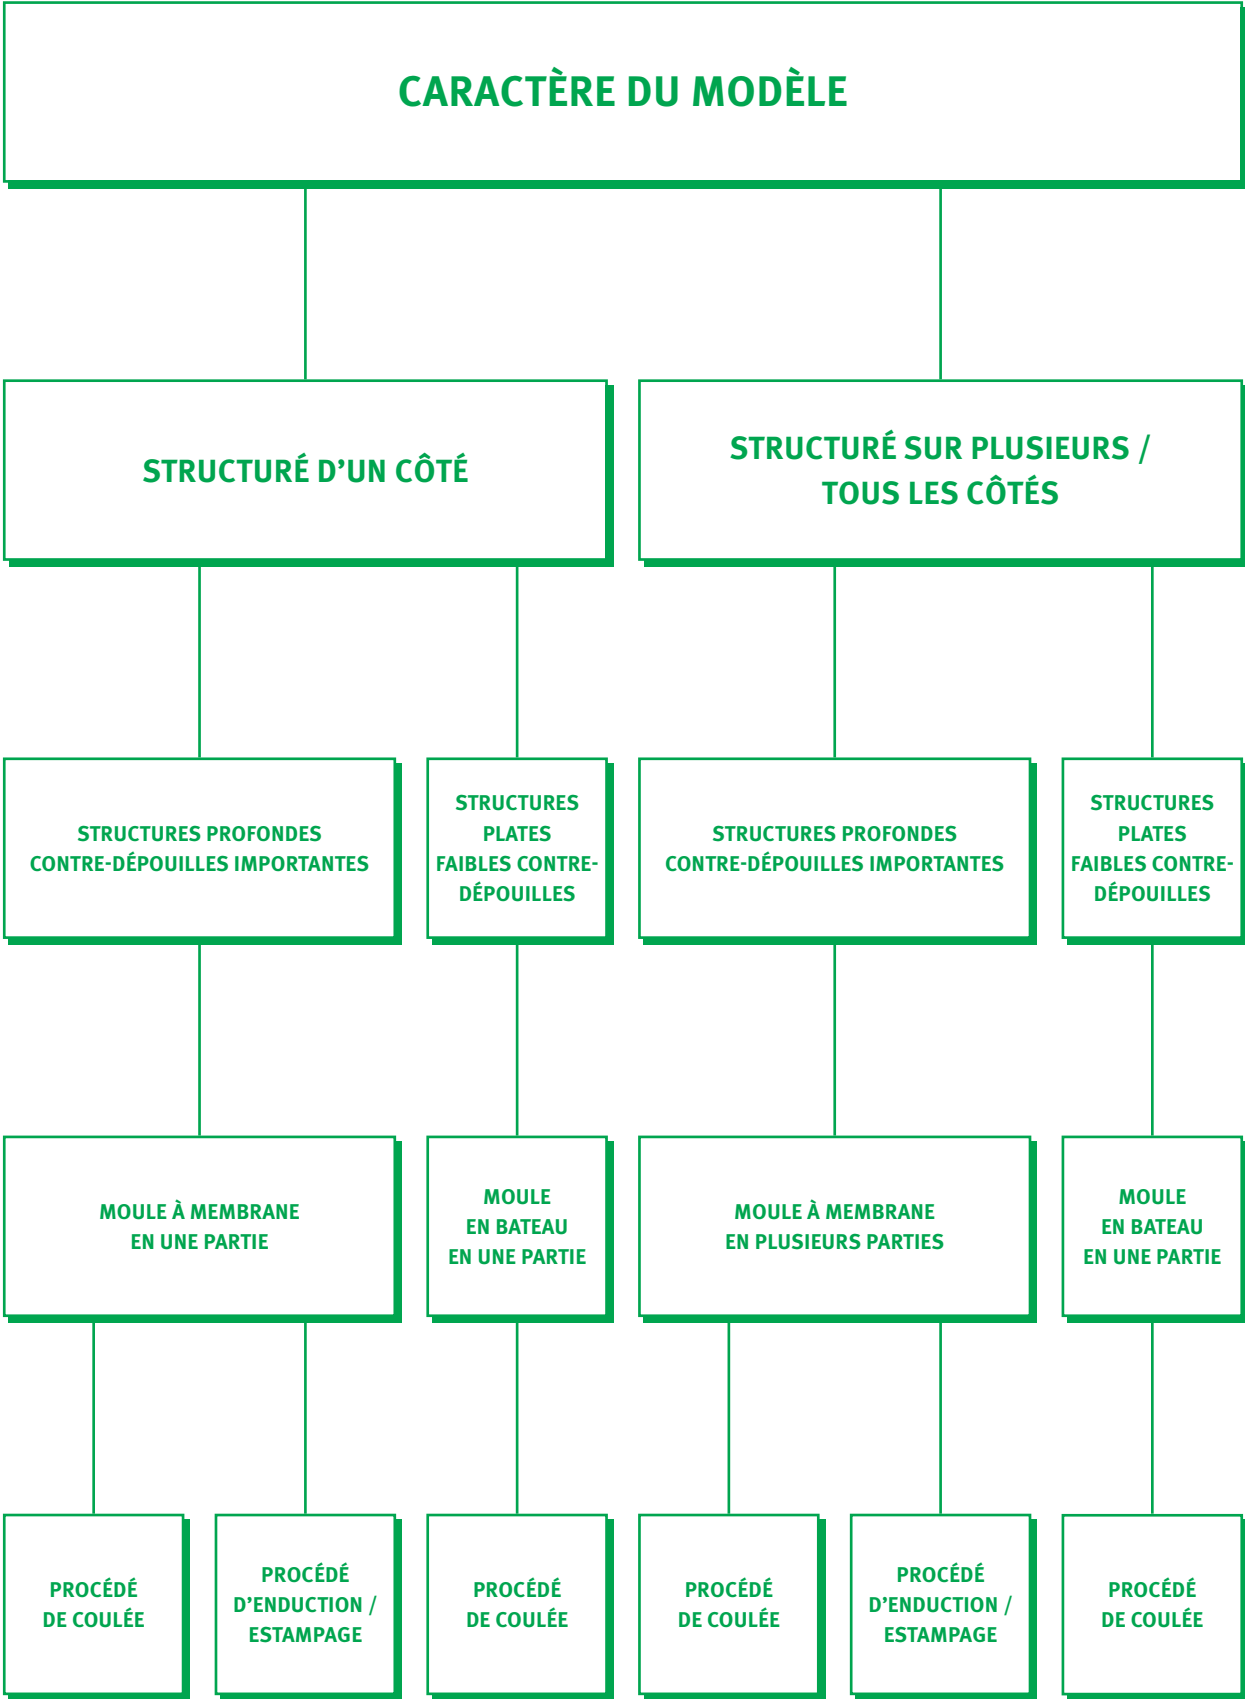 CARACTÈRE DU MODÈLE
STRUCTURÉ D’UN CÔTÉ
STRUCTURÉ SUR PLUSIEURS /
TOUS LES CÔTÉS
STRUCTURES PROFONDES
CONTRE-DÉPOUILLES IMPORTANTES
STRUCTURES
PLATES
FAIBLES CONTRE-
DÉPOUILLES
STRUCTURES PROFONDES
CONTRE-DÉPOUILLES IMPORTANTES
STRUCTURES
PLATES
FAIBLES CONTRE-
DÉPOUILLES
MOULE À MEMBRANE
EN UNE PARTIE
MOULE
EN BATEAU
EN UNE PARTIE
MOULE À MEMBRANE
EN PLUSIEURS PARTIES
MOULE
EN BATEAU
EN UNE PARTIE
PROCÉDÉ
DE COULÉE
PROCÉDÉ
D’ENDUCTION /
ESTAMPAGE
PROCÉDÉ
DE COULÉE
PROCÉDÉ
DE COULÉE
PROCÉDÉ
D’ENDUCTION /
ESTAMPAGE
PROCÉDÉ
DE COULÉE